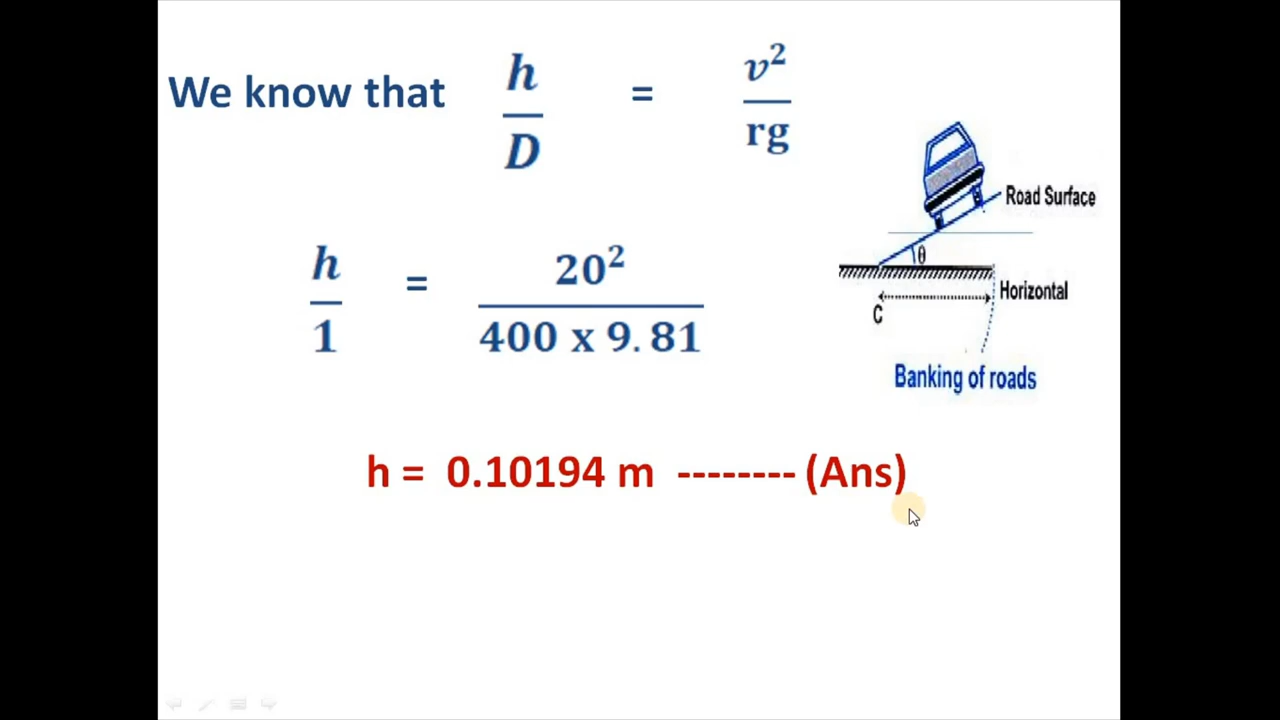 We know that h/D = v²/rg
h/1 = 20²/400 x 9.81
h = 0.10194 m -------- (Ans)
Road Surface
θ
Horizontal
C
Banking of roads